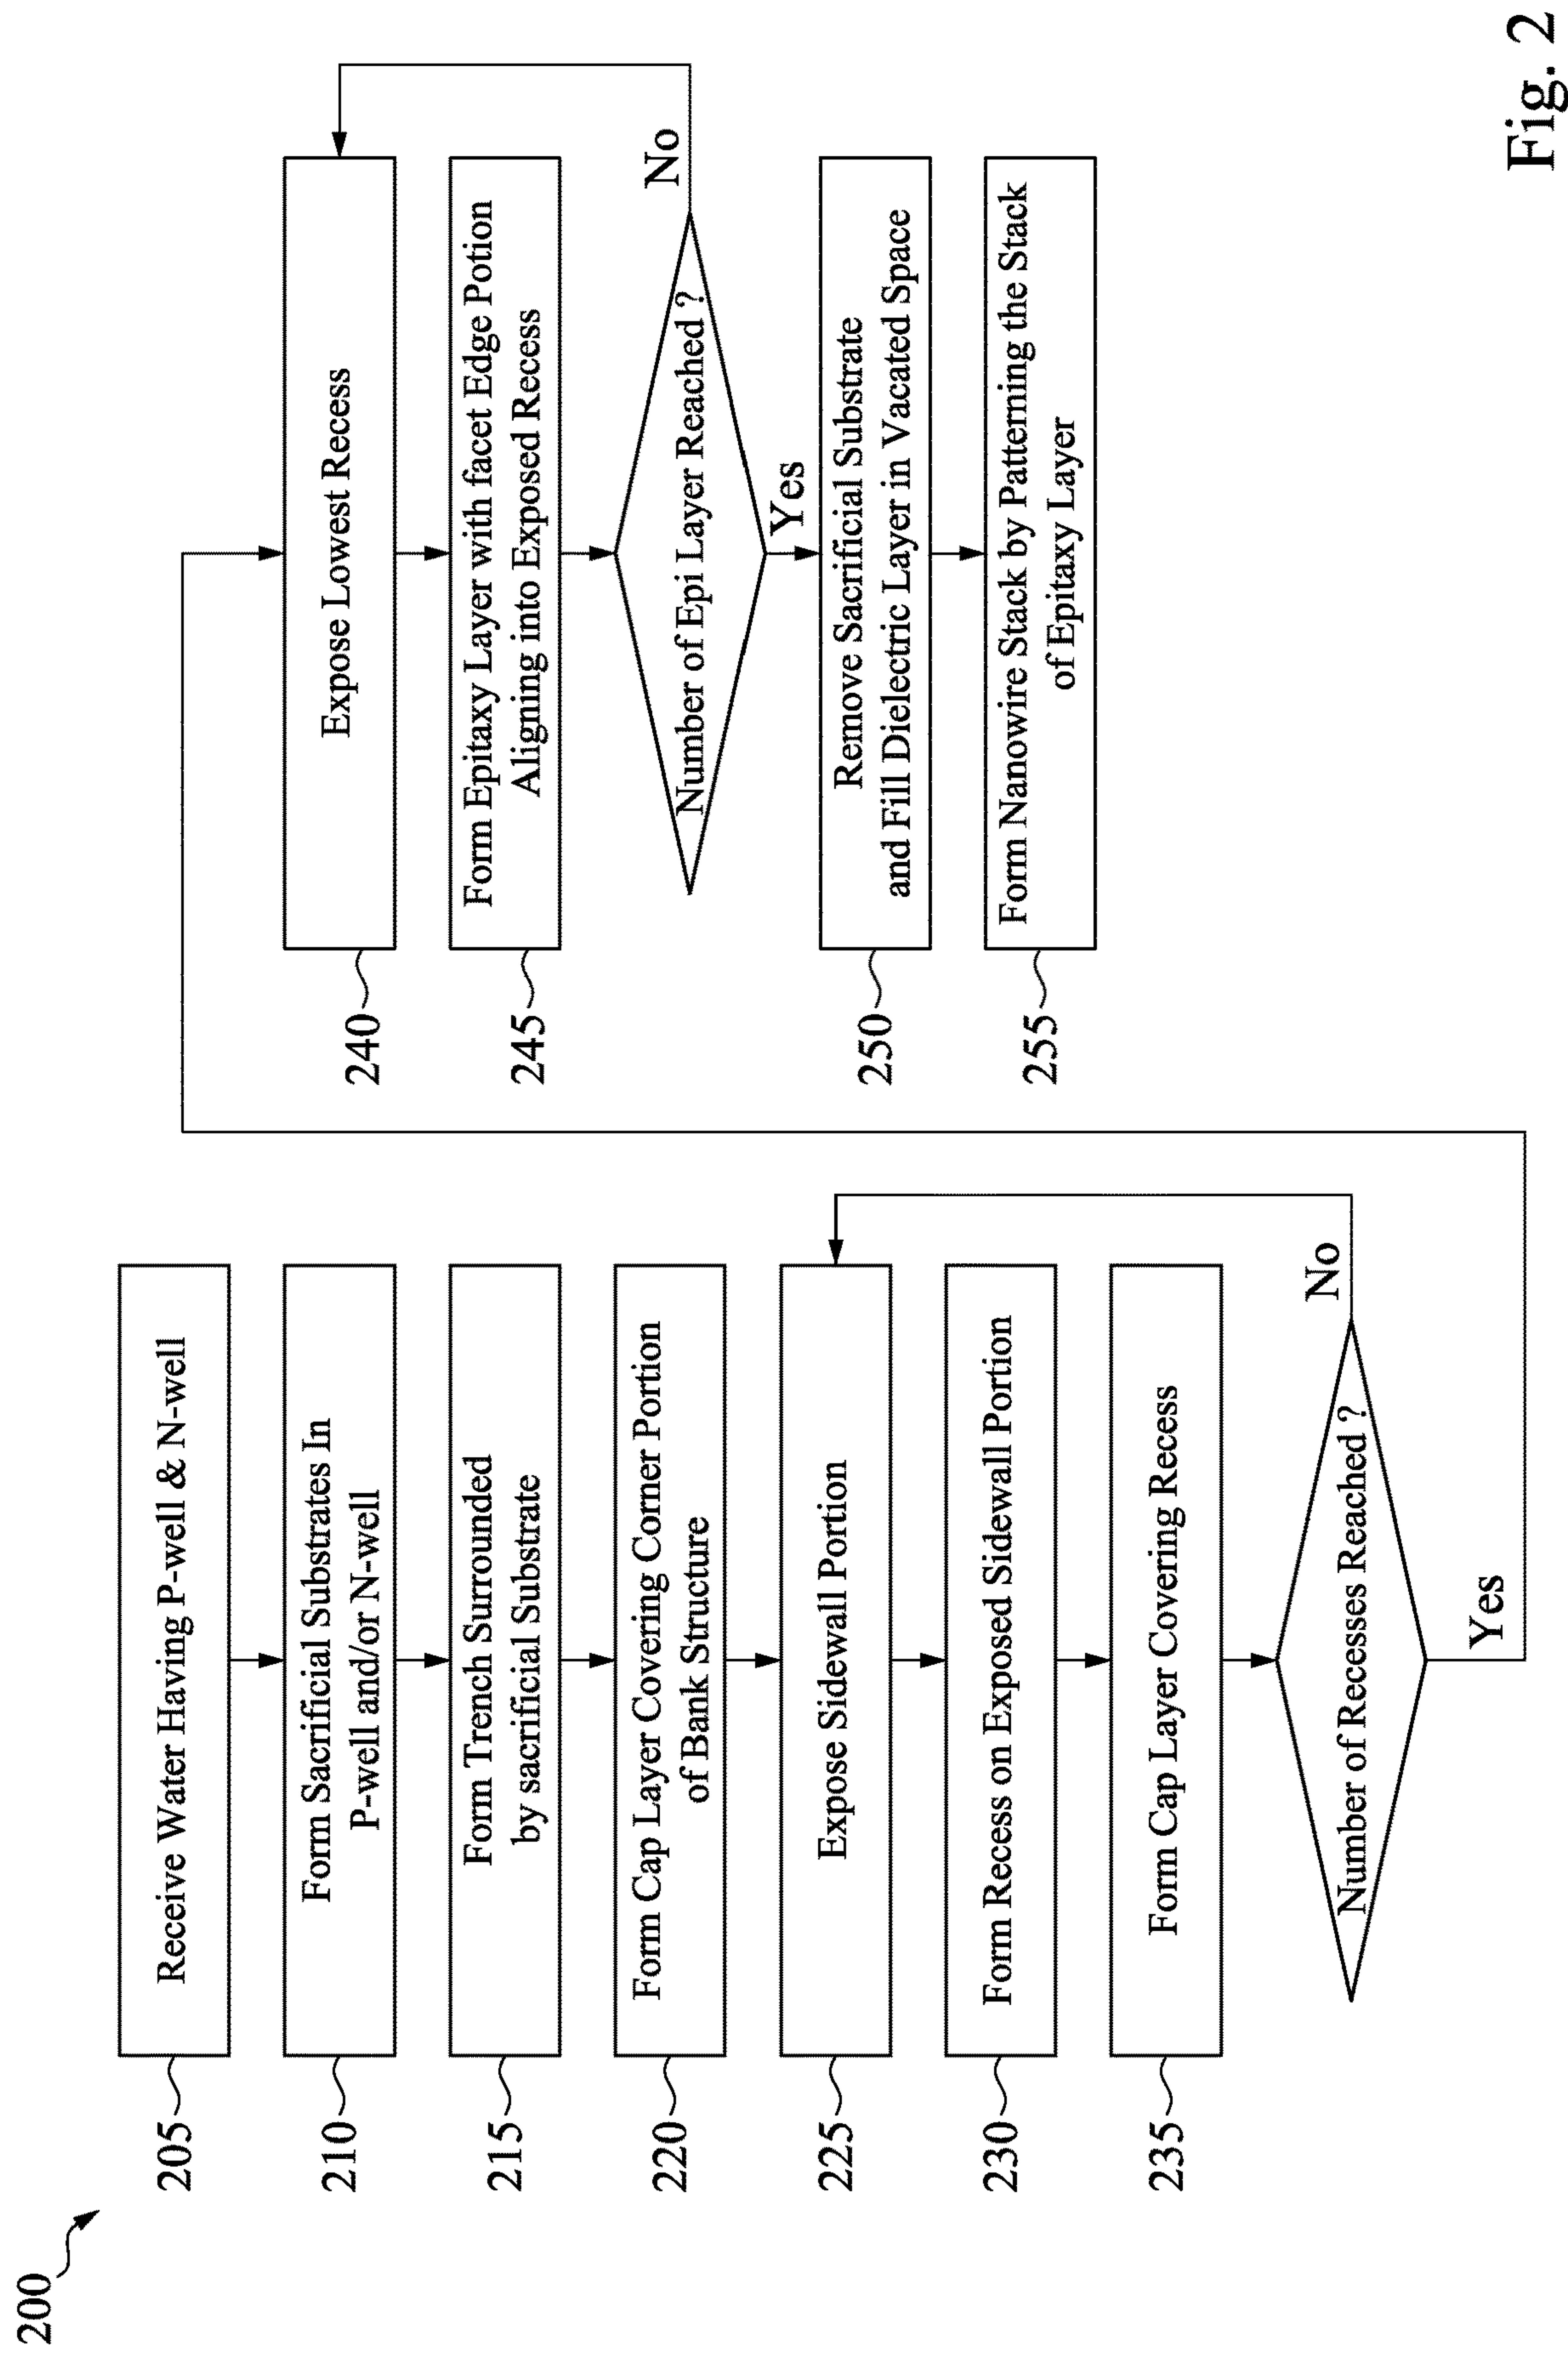 200
205
Receive Water Having P-well & N-well
210
Form Sacrificial Substrates In
P-well and/or N-well
215
Form Trench Surrounded
by sacrificial Substrate
220
Form Cap Layer Covering Corner Portion
of Bank Structure
225
Expose Sidewall Portion
230
Form Recess on Exposed Sidewall Portion
235
Form Cap Layer Covering Recess
Number of Recesses Reached ?
No
Yes
240
Expose Lowest Recess
245
Form Epitaxy Layer with facet Edge Potion
Aligning into Exposed Recess
Number of Epi Layer Reached ?
No
Yes
250
Remove Sacrificial Substrate
and Fill Dielectric Layer in Vacated Space
255
Form Nanowire Stack by Patterning the Stack
of Epitaxy Layer
Fig. 2